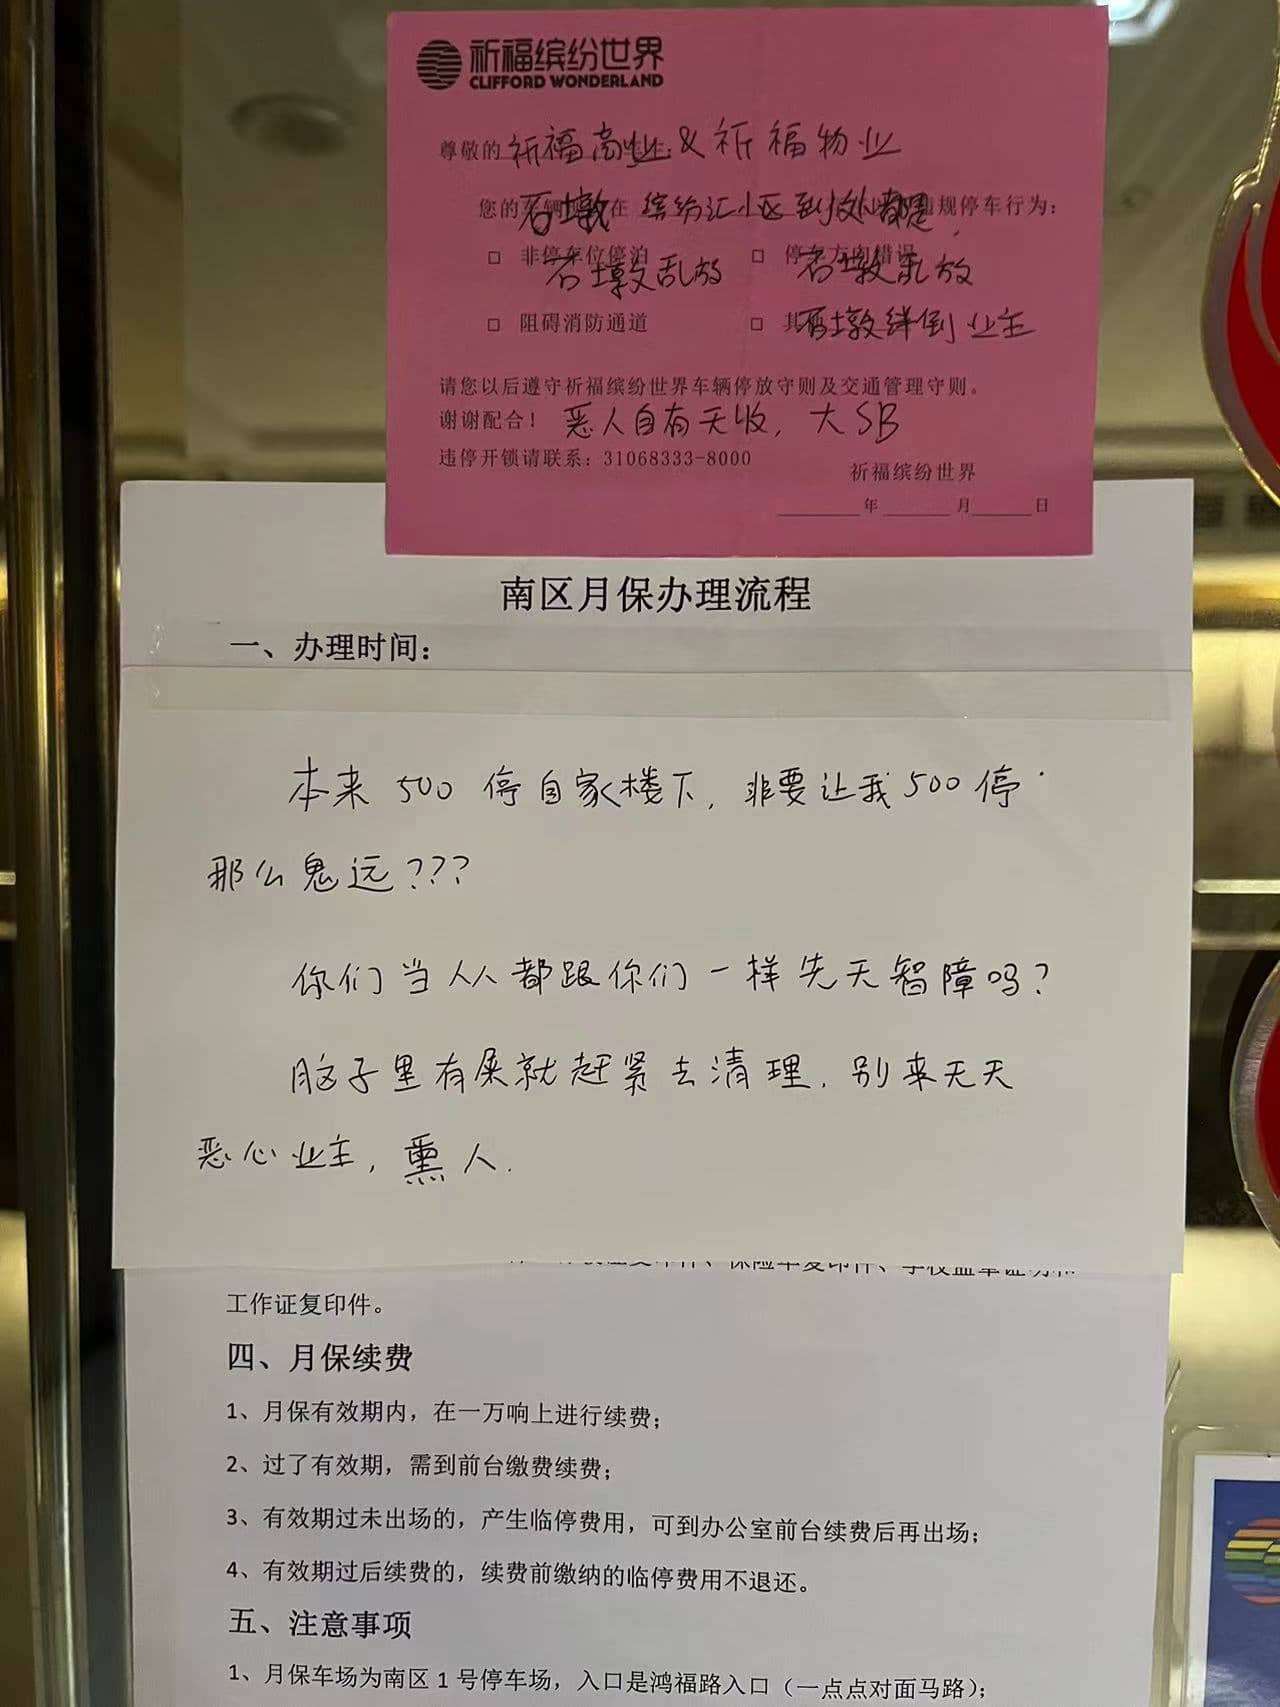 祈福缤纷世界
CLIFFORD WONDERLAND
尊敬的 祈福商业 & 祈福物业
您的车辆 石墩 在 缤纷汇小区到处都是 违规停车行为：
□ 非停车位停泊 □ 停车方向错误
石墩乱放 石墩乱放
□ 阻碍消防通道 □ 其 石墩绊倒业主
请您以后遵守祈福缤纷世界车辆停放守则及交通管理守则。
谢谢配合！ 恶人自有天收，大SB
违停开锁请联系：31068333-8000
祈福缤纷世界
年 月 日
南区月保办理流程
一、办理时间：
本来500停自家楼下，非要让我500停
那么鬼远？？？
你们当人人都跟你们一样先天智障吗？
脑子里有屎就赶紧去清理，别来天天
恶心业主，熏人.
工作证复印件。
四、月保续费
1、月保有效期内，在一万响上进行续费；
2、过了有效期，需到前台缴费续费；
3、有效期过未出场的，产生临停费用，可到办公室前台续费后再出场；
4、有效期过后续费的，续费前缴纳的临停费用不退还。
五、注意事项
1、月保车场为南区1号停车场，入口是鸿福路入口（一点点对面马路）；